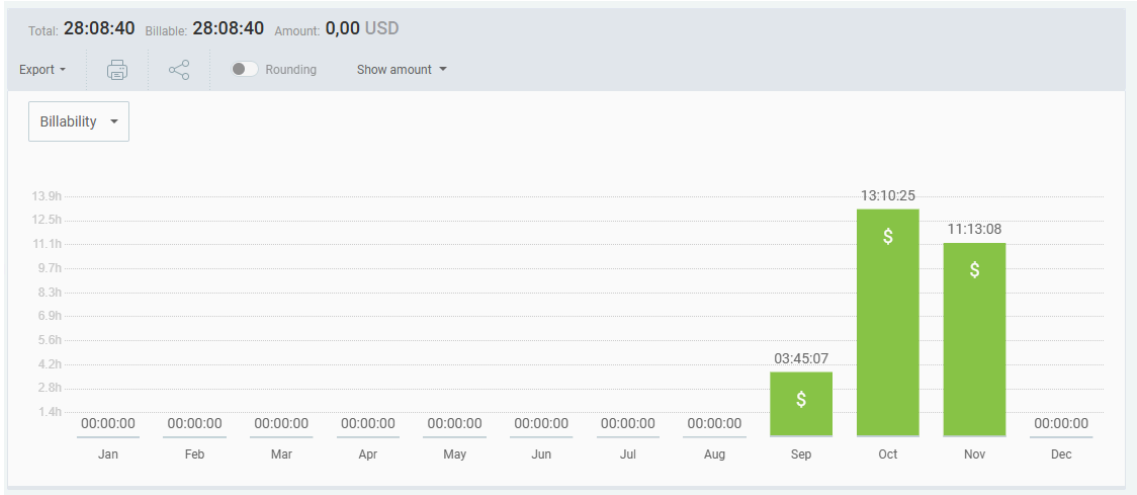 Total: 28:08:40 Billable: 28:08:40 Amount: 0,00 USD
Export Rounding Show amount
Billability
13.9h 13:10:25
12.5h
11.1h 11:13:08
9.7h $ $
8.3h
6.9h
5.6h
4.2h 03:45:07
2.8h $
1.4h
00:00:00 00:00:00 00:00:00 00:00:00 00:00:00 00:00:00 00:00:00 00:00:00 00:00:00
Jan Feb Mar Apr May Jun Jul Aug Sep Oct Nov Dec